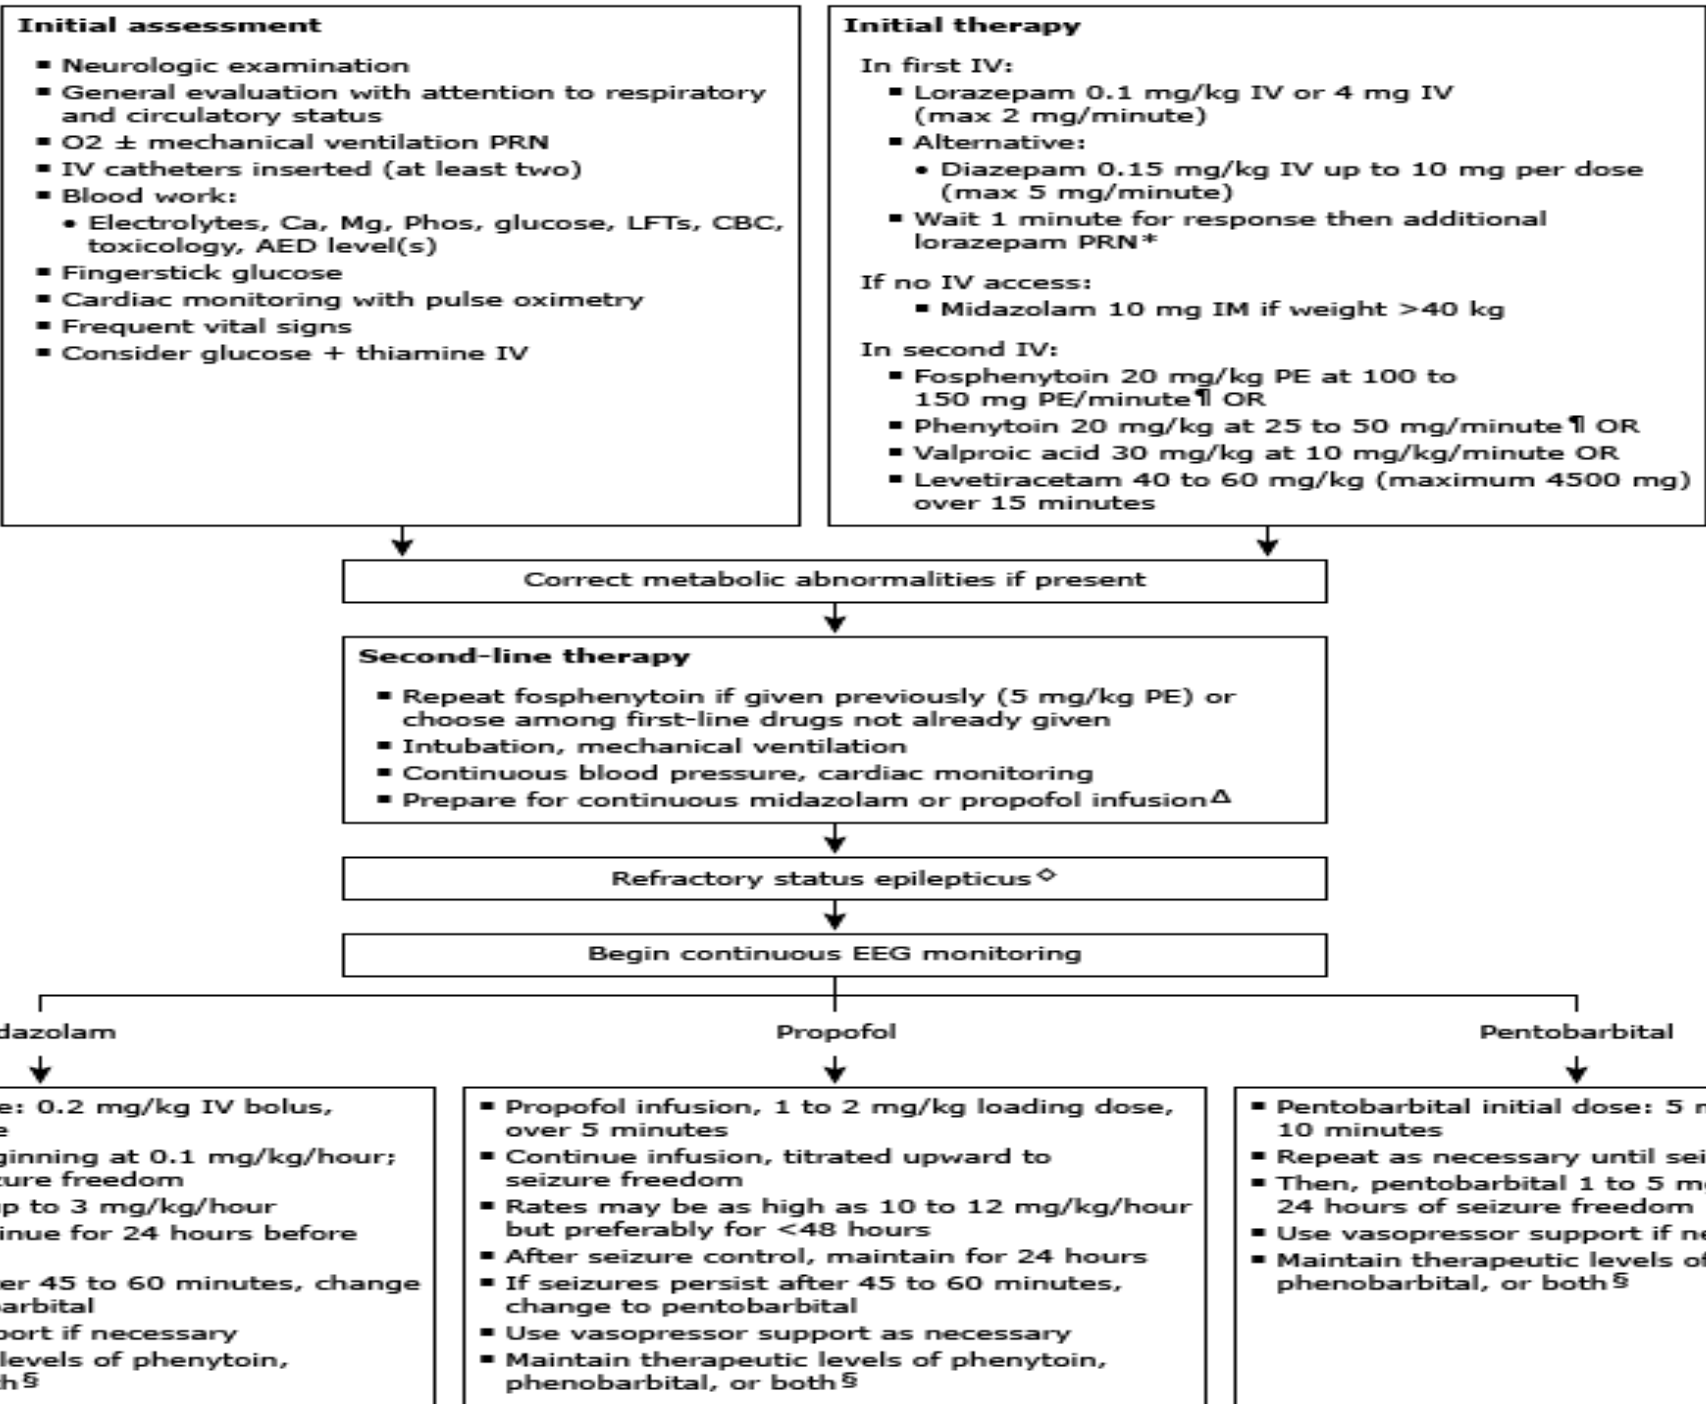 Initial assessment
▪ Neurologic examination
▪ General evaluation with attention to respiratory
and circulatory status
▪ O2 ± mechanical ventilation PRN
▪ IV catheters inserted (at least two)
▪ Blood work:
• Electrolytes, Ca, Mg, Phos, glucose, LFTs, CBC,
toxicology, AED level(s)
▪ Fingerstick glucose
▪ Cardiac monitoring with pulse oximetry
▪ Frequent vital signs
▪ Consider glucose + thiamine IV
Initial therapy
In first IV:
▪ Lorazepam 0.1 mg/kg IV or 4 mg IV
(max 2 mg/minute)
▪ Alternative:
• Diazepam 0.15 mg/kg IV up to 10 mg per dose
(max 5 mg/minute)
▪ Wait 1 minute for response then additional
lorazepam PRN*
If no IV access:
▪ Midazolam 10 mg IM if weight >40 kg
In second IV:
▪ Fosphenytoin 20 mg/kg PE at 100 to
150 mg PE/minute¶ OR
▪ Phenytoin 20 mg/kg at 25 to 50 mg/minute¶ OR
▪ Valproic acid 30 mg/kg at 10 mg/kg/minute OR
▪ Levetiracetam 40 to 60 mg/kg (maximum 4500 mg)
over 15 minutes
Correct metabolic abnormalities if present
Second-line therapy
▪ Repeat fosphenytoin if given previously (5 mg/kg PE) or
choose among first-line drugs not already given
▪ Intubation, mechanical ventilation
▪ Continuous blood pressure, cardiac monitoring
▪ Prepare for continuous midazolam or propofol infusionΔ
Refractory status epilepticus◇
Begin continuous EEG monitoring
dazolam
e: 0.2 mg/kg IV bolus,
e
ginning at 0.1 mg/kg/hour;
zure freedom
up to 3 mg/kg/hour
inue for 24 hours before
er 45 to 60 minutes, change
barbital
port if necessary
levels of phenytoin,
th§
Propofol
▪ Propofol infusion, 1 to 2 mg/kg loading dose,
over 5 minutes
▪ Continue infusion, titrated upward to
seizure freedom
▪ Rates may be as high as 10 to 12 mg/kg/hour
but preferably for <48 hours
▪ After seizure control, maintain for 24 hours
▪ If seizures persist after 45 to 60 minutes,
change to pentobarbital
▪ Use vasopressor support as necessary
▪ Maintain therapeutic levels of phenytoin,
phenobarbital, or both§
Pentobarbital
▪ Pentobarbital initial dose: 5 m
10 minutes
▪ Repeat as necessary until sei
▪ Then, pentobarbital 1 to 5 mg
24 hours of seizure freedom
▪ Use vasopressor support if ne
▪ Maintain therapeutic levels of
phenobarbital, or both§